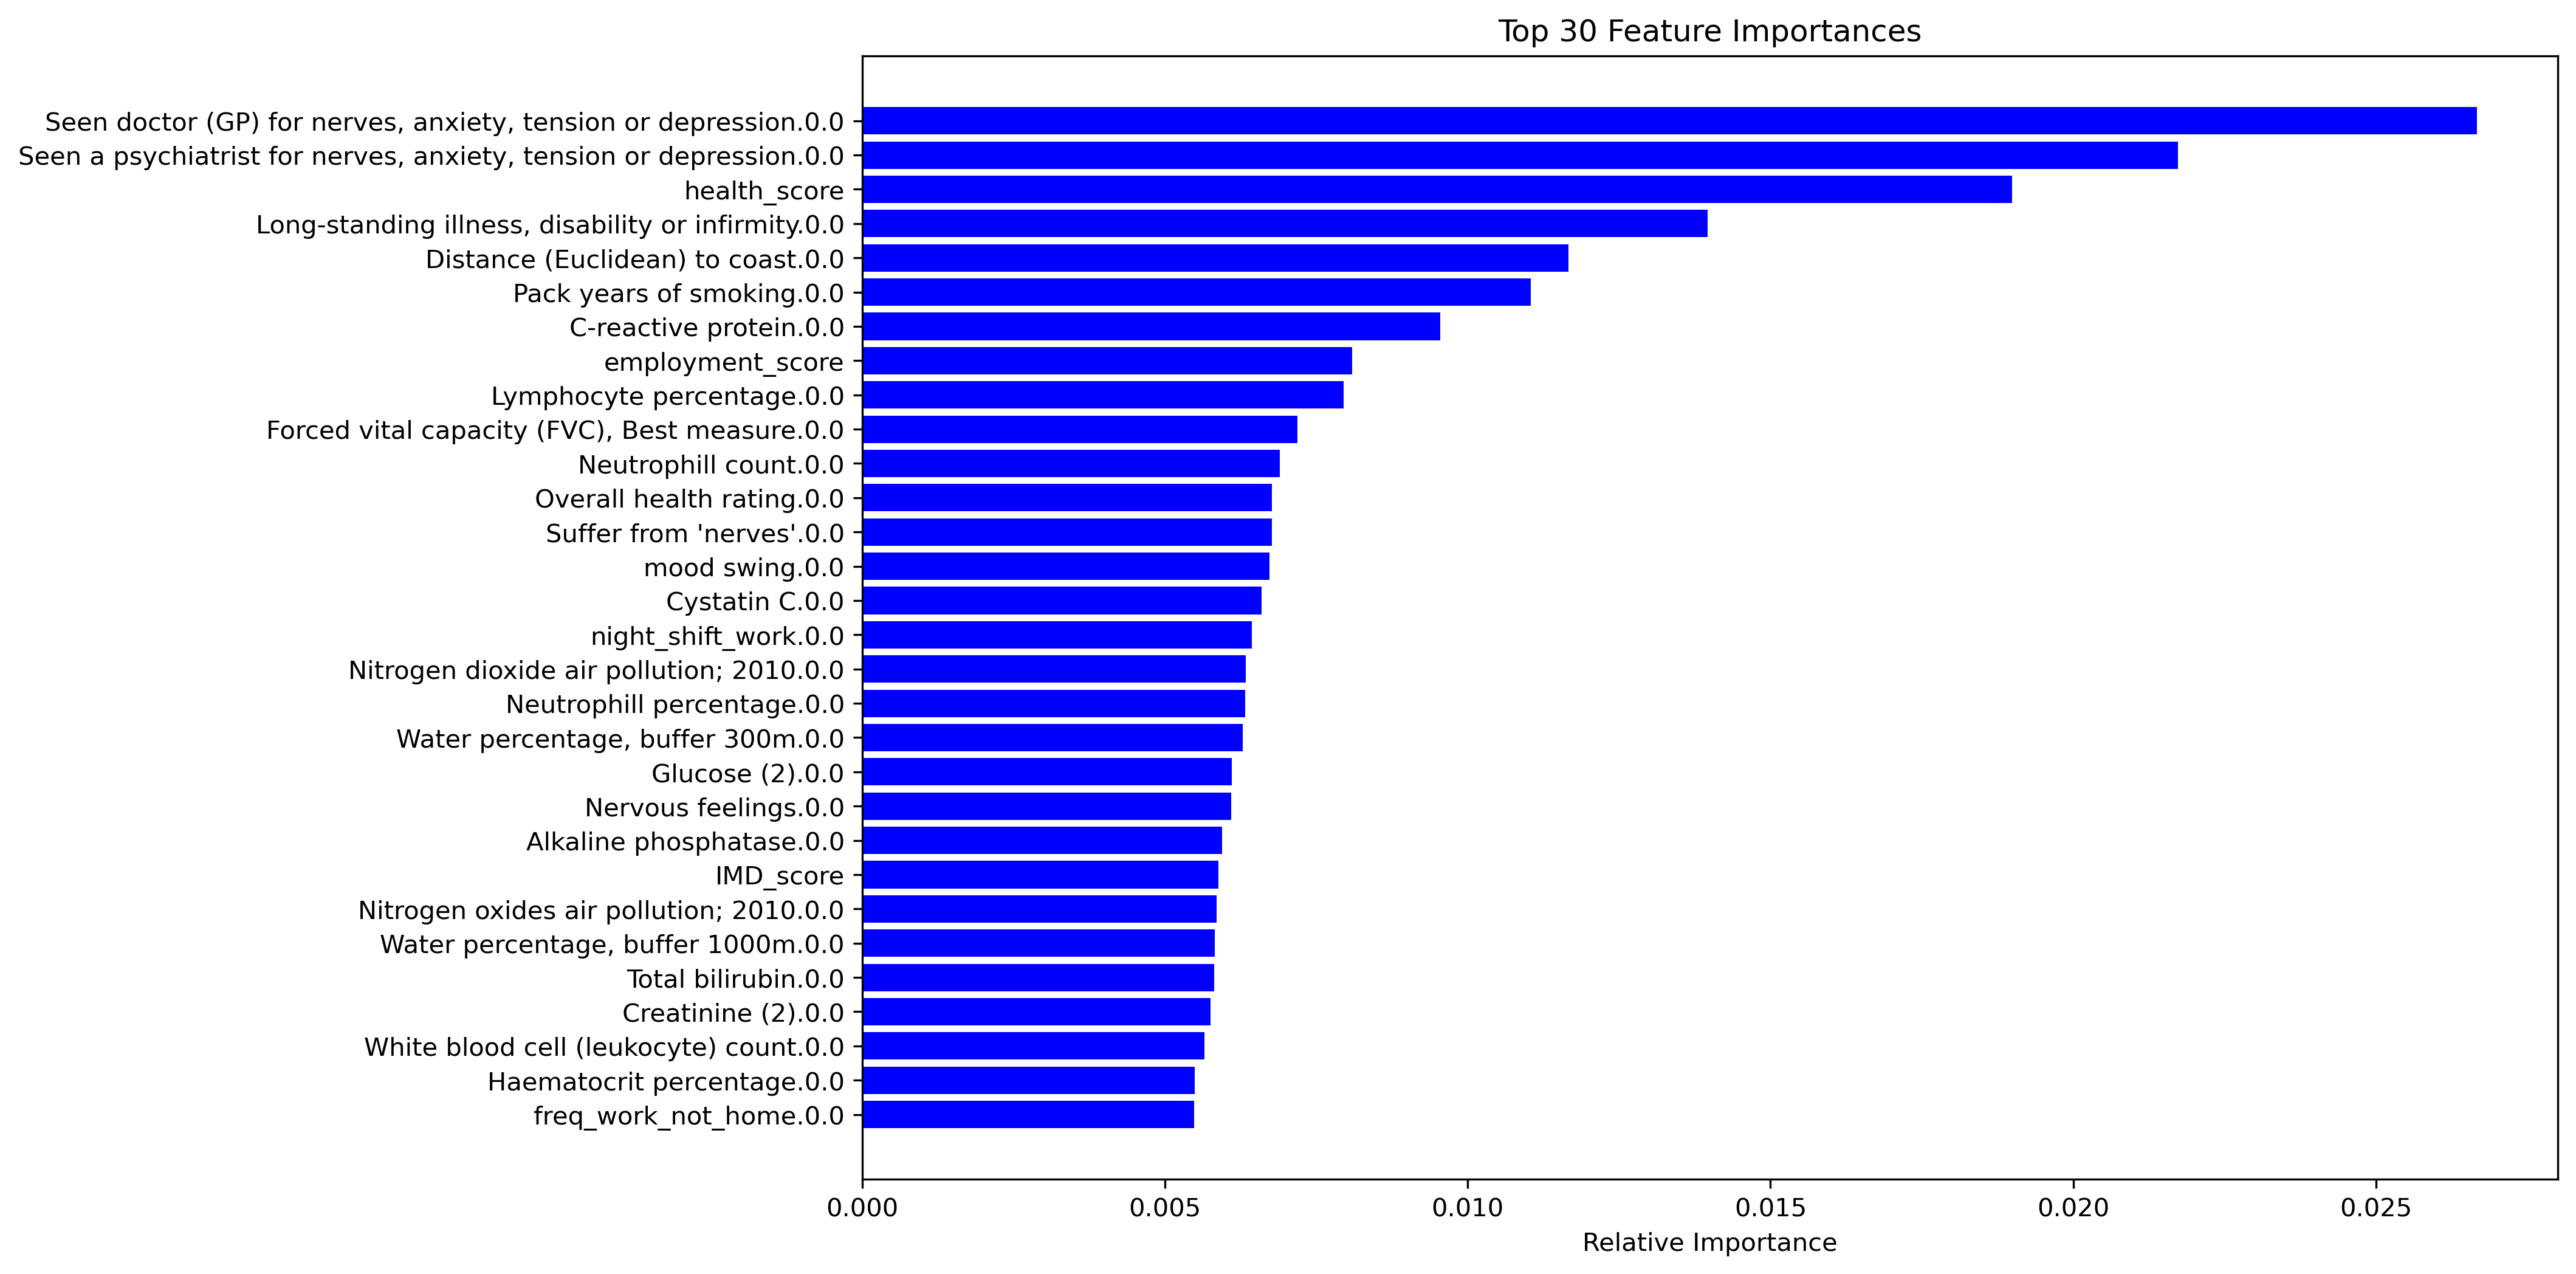 Top 30 Feature Importances
Seen doctor (GP) for nerves, anxiety, tension or depression.0.0
Seen a psychiatrist for nerves, anxiety, tension or depression.0.0
health_score
Long-standing illness, disability or infirmity.0.0
Distance (Euclidean) to coast.0.0
Pack years of smoking.0.0
C-reactive protein.0.0
employment_score
Lymphocyte percentage.0.0
Forced vital capacity (FVC), Best measure.0.0
Neutrophill count.0.0
Overall health rating.0.0
Suffer from 'nerves'.0.0
mood swing.0.0
Cystatin C.0.0
night_shift_work.0.0
Nitrogen dioxide air pollution; 2010.0.0
Neutrophill percentage.0.0
Water percentage, buffer 300m.0.0
Glucose (2).0.0
Nervous feelings.0.0
Alkaline phosphatase.0.0
IMD_score
Nitrogen oxides air pollution; 2010.0.0
Water percentage, buffer 1000m.0.0
Total bilirubin.0.0
Creatinine (2).0.0
White blood cell (leukocyte) count.0.0
Haematocrit percentage.0.0
freq_work_not_home.0.0
0.000 0.005 0.010 0.015 0.020 0.025
Relative Importance